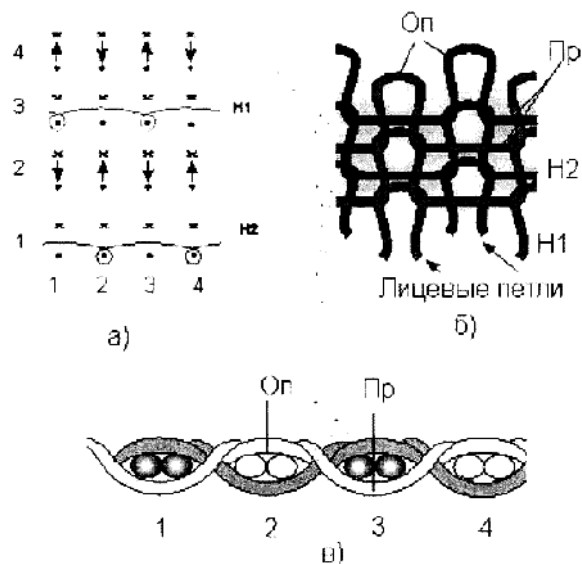 4
3 Н1
2
1 Н2
1 2 3 4
а)
Оп
Пр
Н2
Н1
Лицевые петли
б)
Оп Пр
1 2 3 4
в)